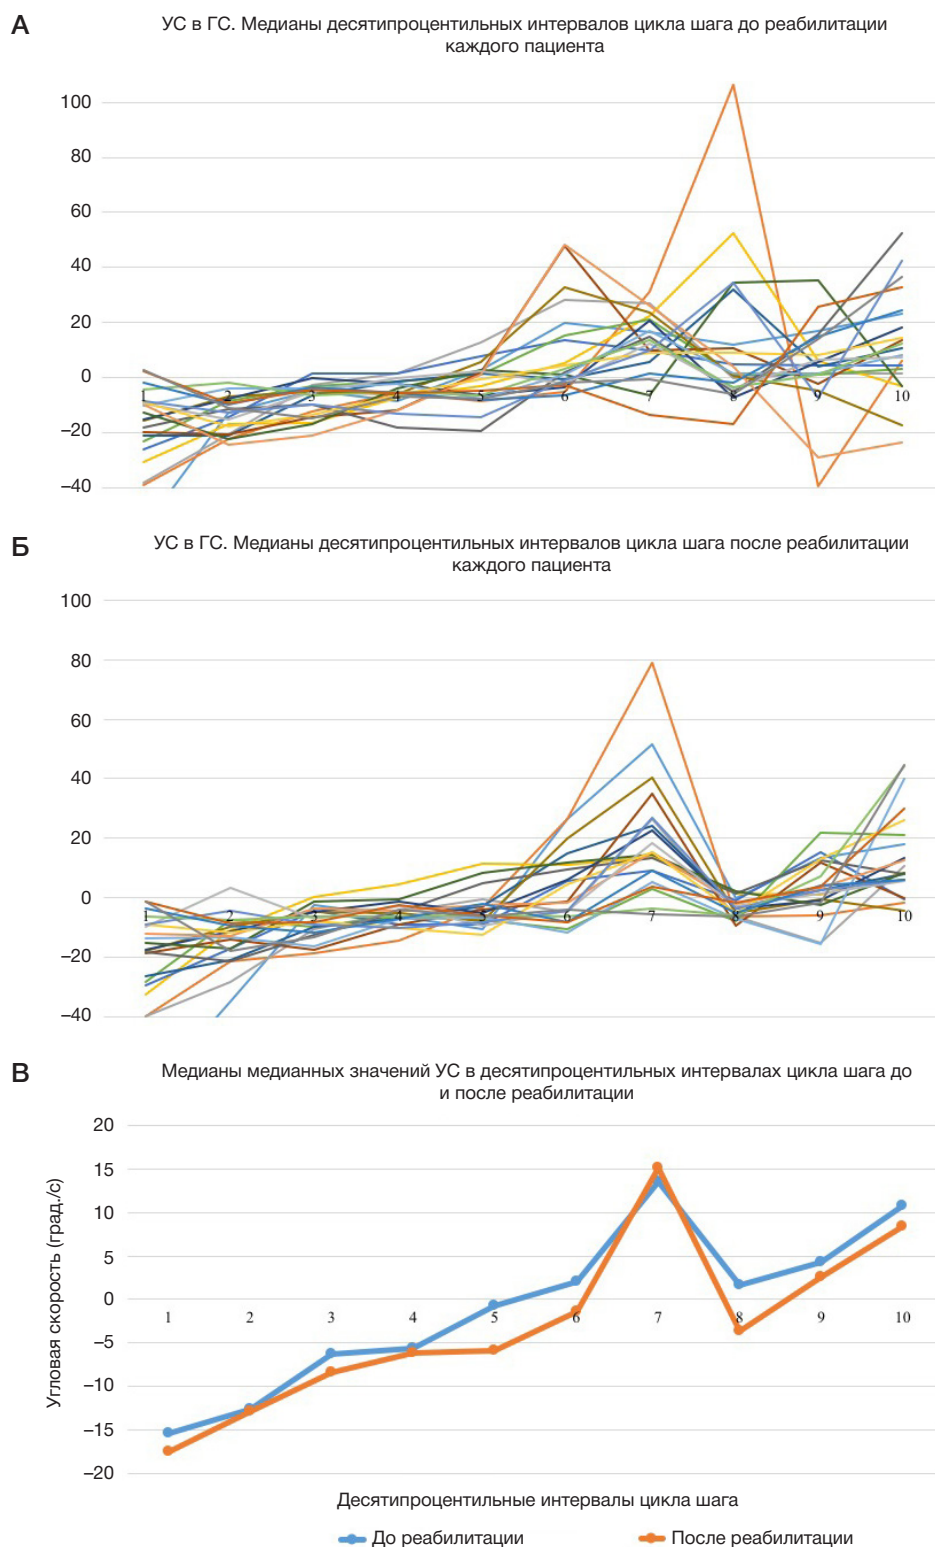 А
УС в ГС. Медианы десятипроцентильных интервалов цикла шага до реабилитации
каждого пациента
100
80
60
40
20
0
–20
–40
1 2 3 4 5 6 7 8 9 10
Б
УС в ГС. Медианы десятипроцентильных интервалов цикла шага после реабилитации
каждого пациента
100
80
60
40
20
0
–20
–40
1 2 3 4 5 6 7 8 9 10
В
Медианы медианных значений УС в десятипроцентильных интервалах цикла шага до
и после реабилитации
Угловая скорость (град./с)
20
15
10
5
0
–5
–10
–15
–20
1 2 3 4 5 6 7 8 9 10
Десятипроцентильные интервалы цикла шага
До реабилитации
После реабилитации